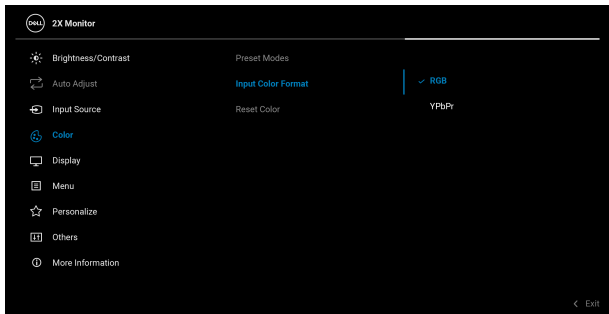 DELL 2X Monitor
Brightness/Contrast
Auto Adjust
Input Source
Color
Display
Menu
Personalize
Others
More Information
Preset Modes
Input Color Format
Reset Color
RGB
YPbPr
Exit